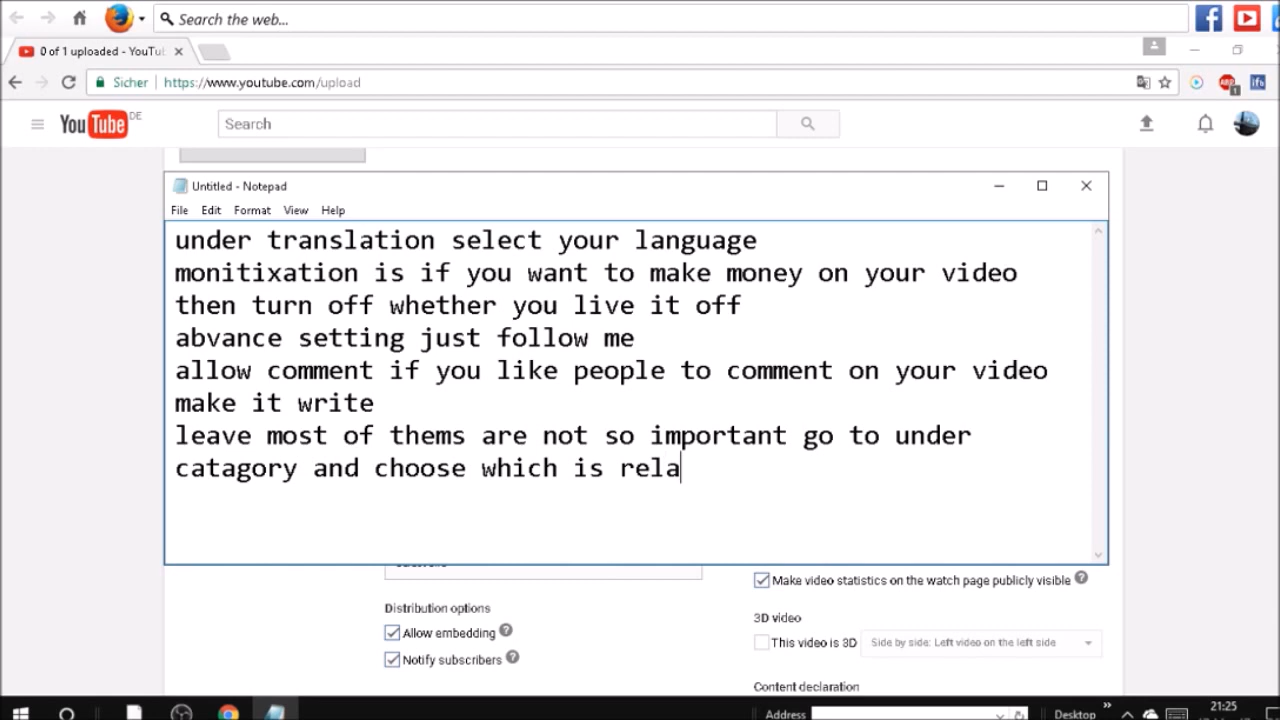 Search the web...
0 of 1 uploaded - YouTu
Sicher https://www.youtube.com/upload
YouTube DE
Search
Untitled - Notepad
File Edit Format View Help
under translation select your language
monitixation is if you want to make money on your video
then turn off whether you live it off
abvance setting just follow me
allow comment if you like people to comment on your video
make it write
leave most of thems are not so important go to under
catagory and choose which is rela
Make video statistics on the watch page publicly visible
Distribution options
3D video
Allow embedding
This video is 3D Side by side: Left video on the left side
Notify subscribers
Content declaration
Address
Desktop
21:25